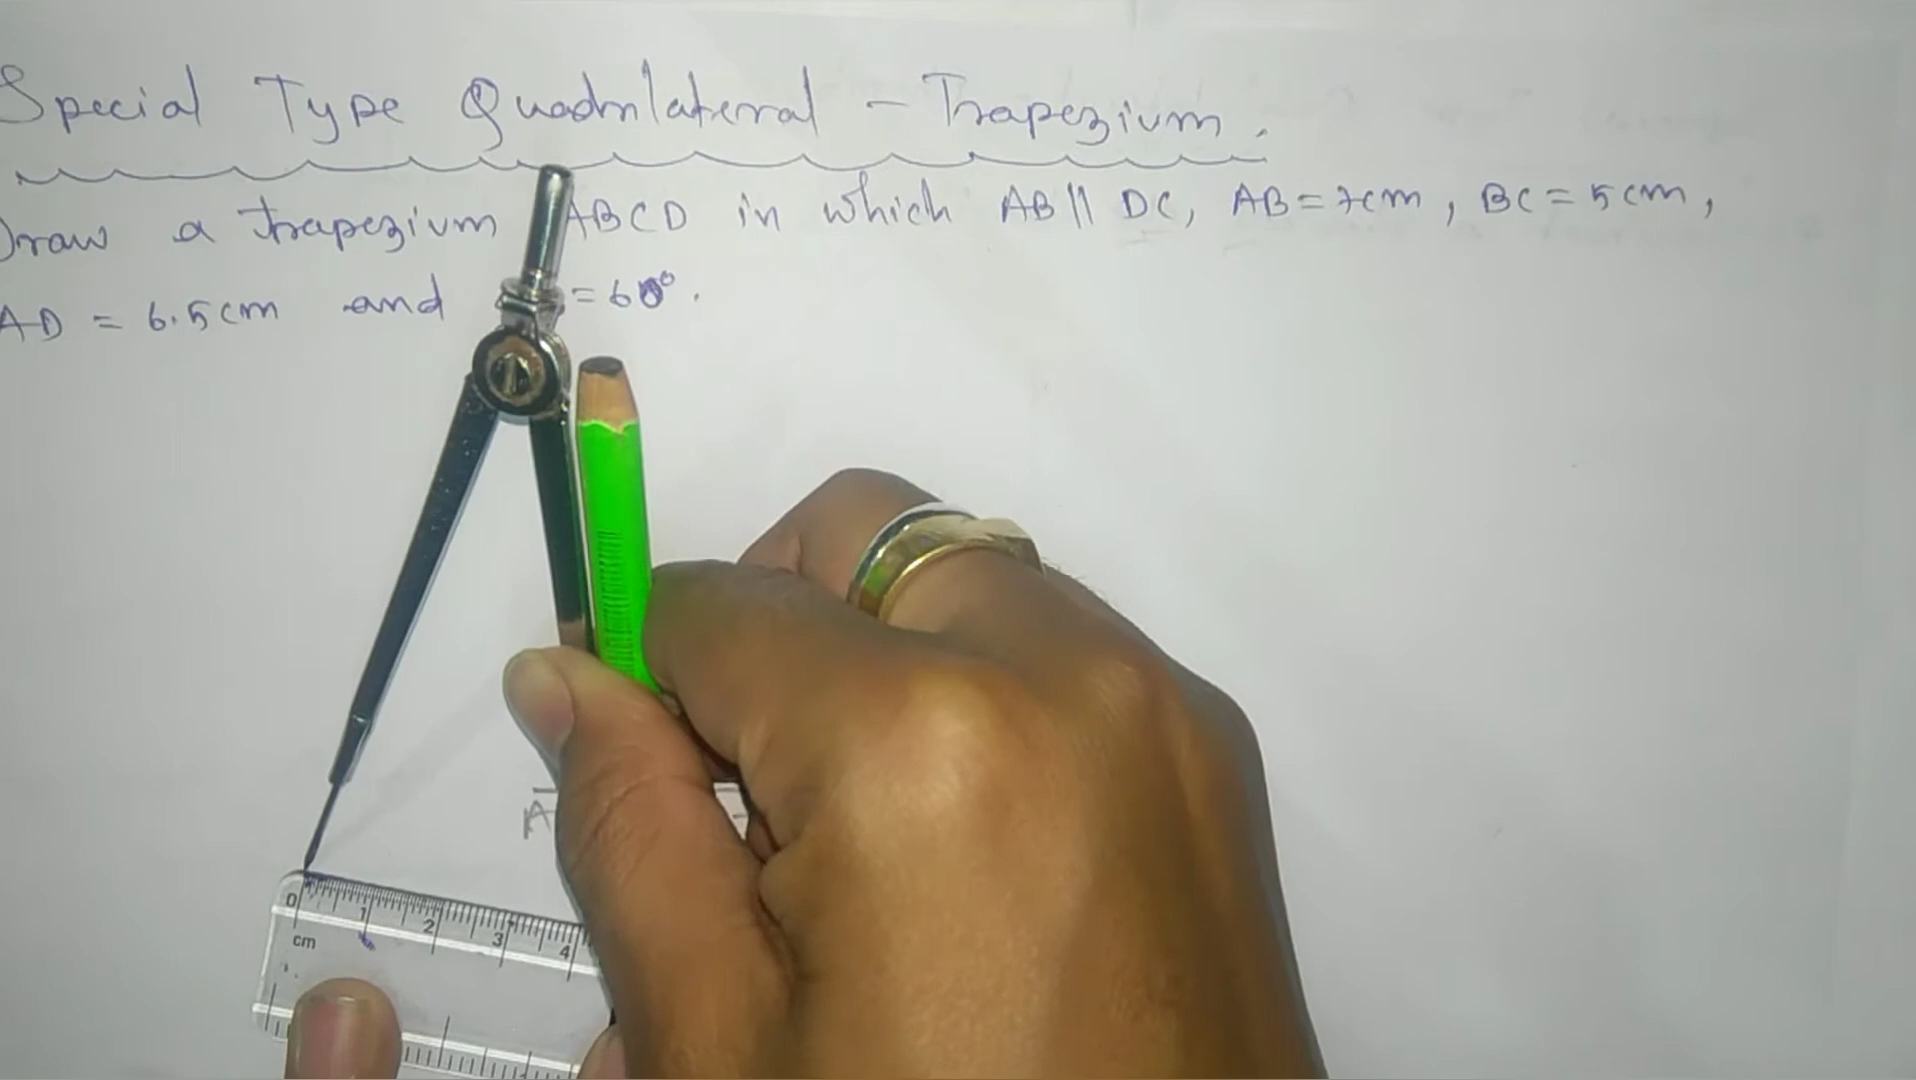 Special Type Quadrilateral - Trapezium.
Draw a trapezium ABCD in which AB || DC, AB = 7cm, BC = 5cm,
AD = 6.5cm and = 60°.
A
0 1 2 3 4
cm